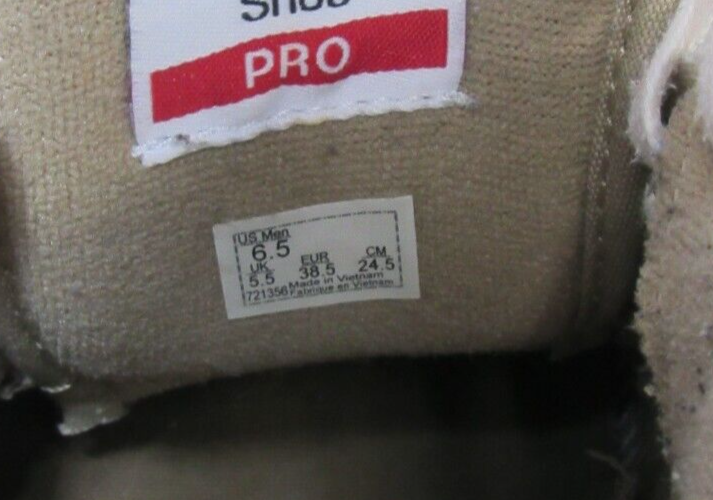 PRO
US Men
6.5
UK EUR CM
5.5 38.5 24.5
Made in Vietnam
721356 Fabrique en Vietnam